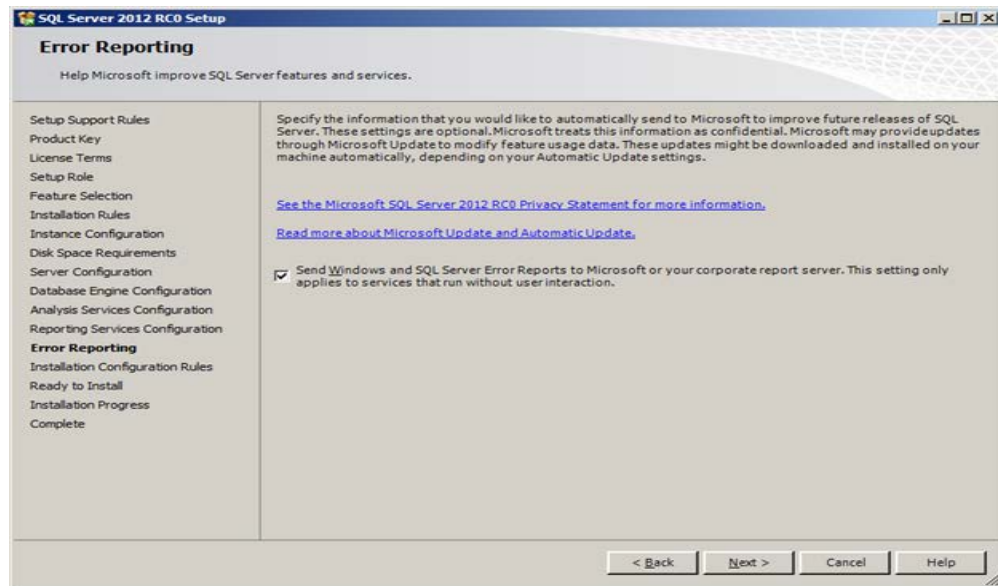 SQL Server 2012 RC0 Setup
Error Reporting
Help Microsoft improve SQL Server features and services.
Setup Support Rules
Product Key
License Terms
Setup Role
Feature Selection
Installation Rules
Instance Configuration
Disk Space Requirements
Server Configuration
Database Engine Configuration
Analysis Services Configuration
Reporting Services Configuration
Error Reporting
Installation Configuration Rules
Ready to Install
Installation Progress
Complete
Specify the information that you would like to automatically send to Microsoft to improve future releases of SQL
Server. These settings are optional. Microsoft treats this information as confidential. Microsoft may provide updates
through Microsoft Update to modify feature usage data. These updates might be downloaded and installed on your
machine automatically, depending on your Automatic Update settings.
See the Microsoft SQL Server 2012 RC0 Privacy Statement for more information.
Read more about Microsoft Update and Automatic Update.
Send Windows and SQL Server Error Reports to Microsoft or your corporate report server. This setting only
applies to services that run without user interaction.
< Back
Next >
Cancel
Help